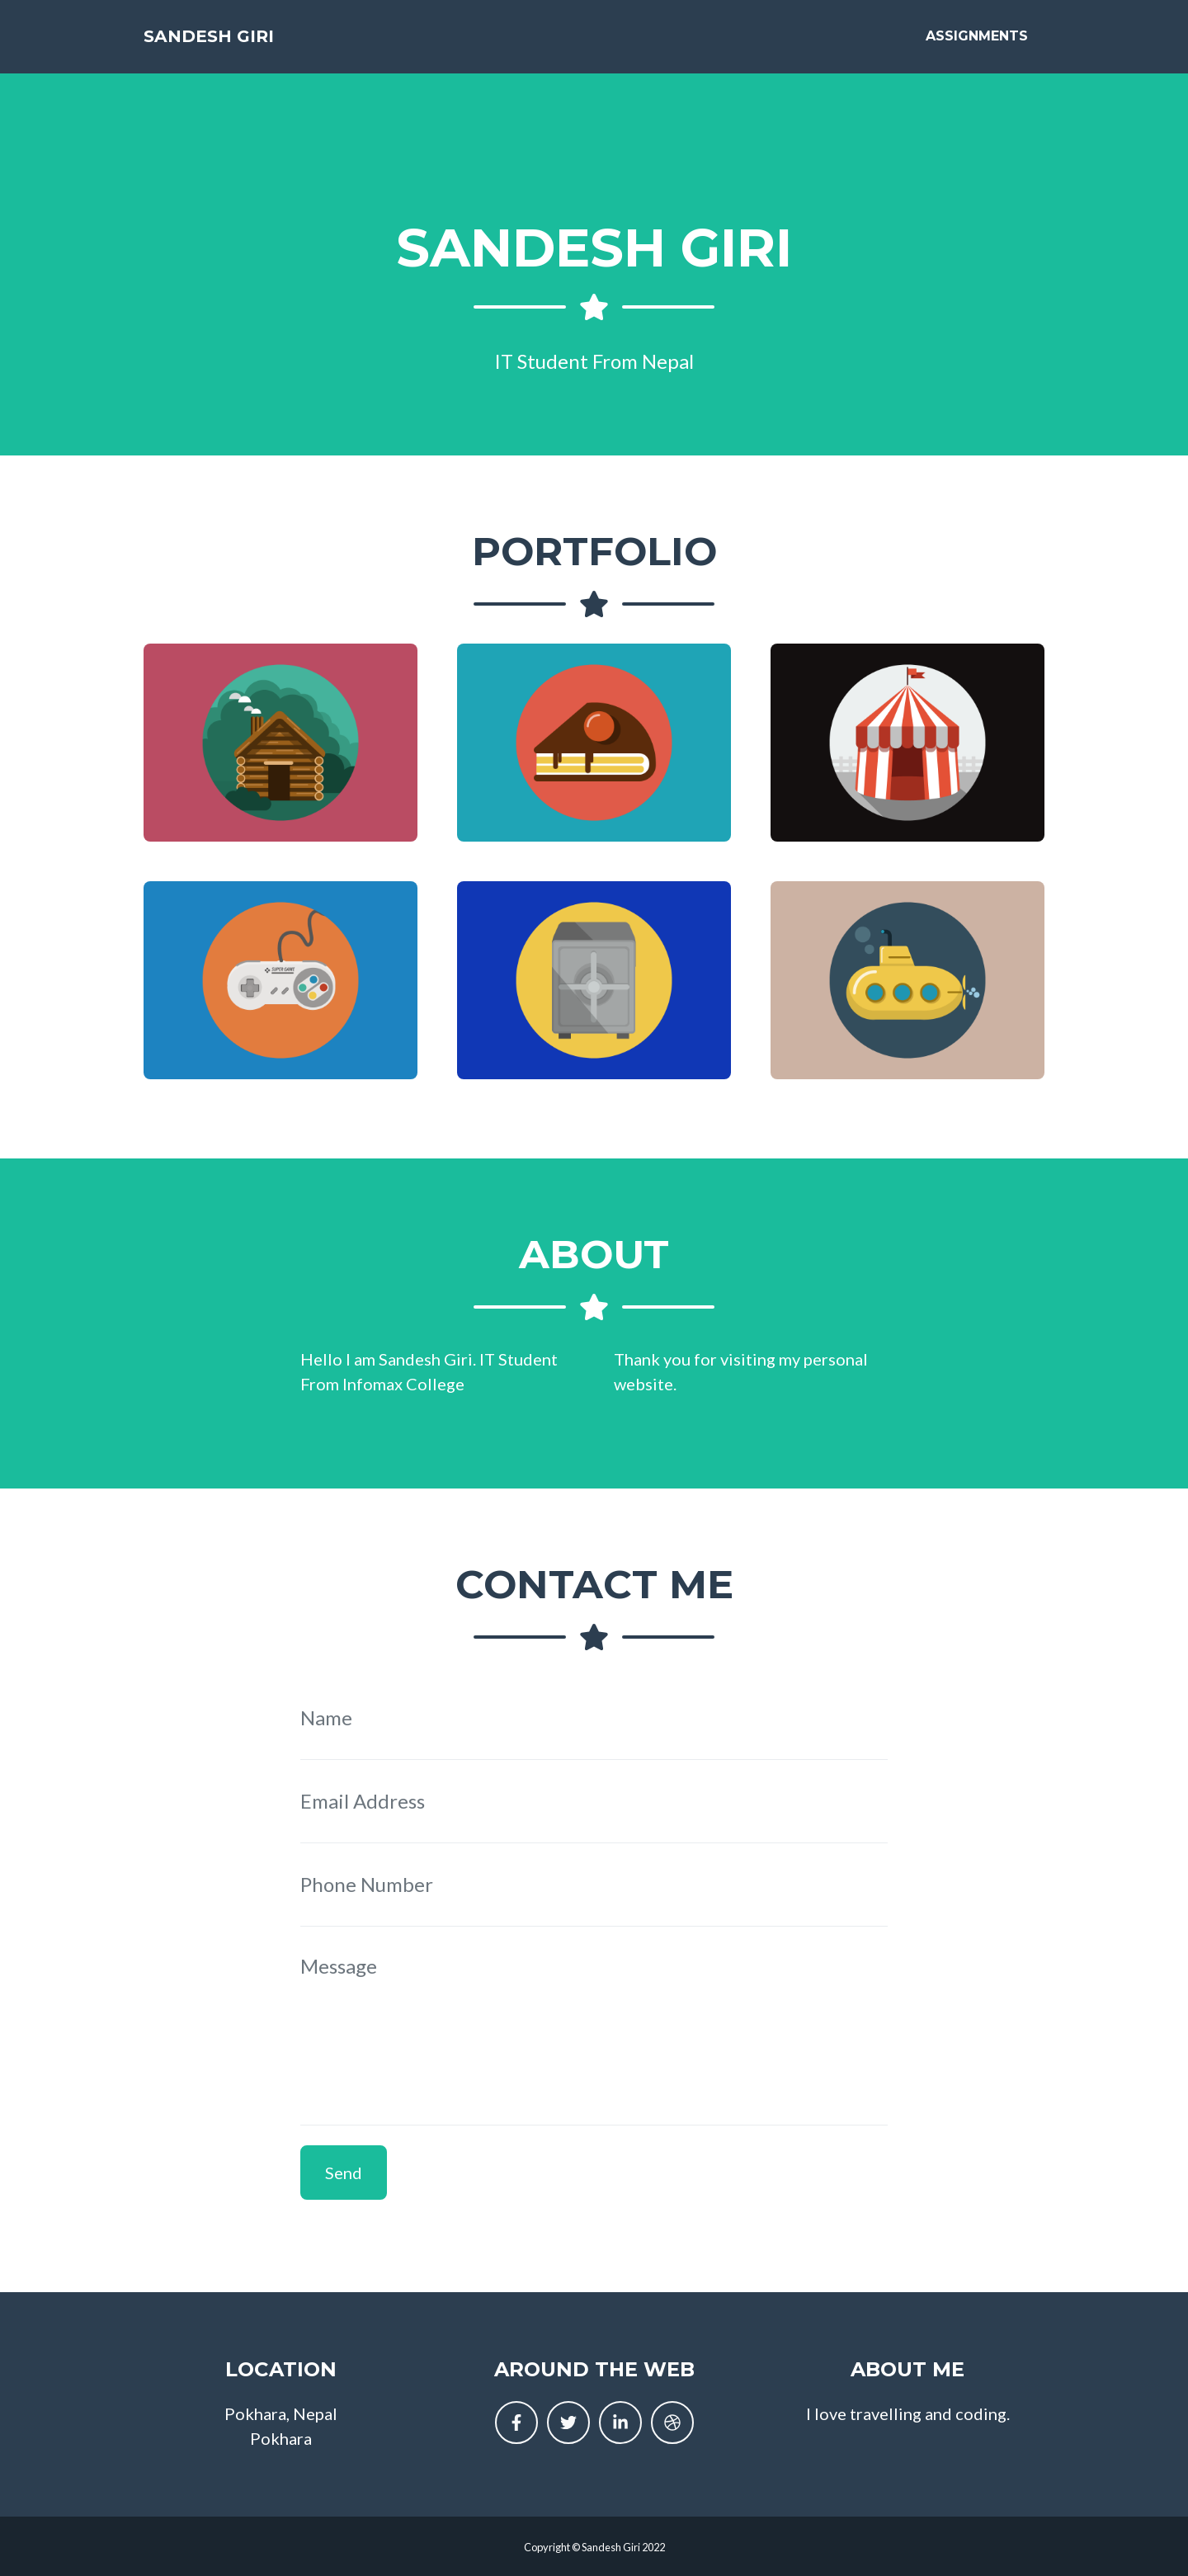 SANDESH GIRI
ASSIGNMENTS
SANDESH GIRI
IT Student From Nepal
PORTFOLIO
SUPER GAME
ABOUT
Hello I am Sandesh Giri. IT Student
From Infomax College
Thank you for visiting my personal
website.
CONTACT ME
Name
Email Address
Phone Number
Message
Send
LOCATION
Pokhara, Nepal
Pokhara
AROUND THE WEB
ABOUT ME
I love travelling and coding.
Copyright © Sandesh Giri 2022